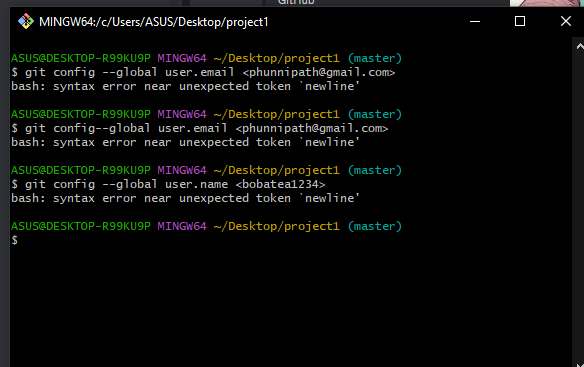 GitHub
MINGW64:/c/Users/ASUS/Desktop/project1
ASUS@DESKTOP-R99KU9P MINGW64 ~/Desktop/project1 (master)
$ git config --global user.email <phunnipath@gmail.com>
bash: syntax error near unexpected token `newline'
ASUS@DESKTOP-R99KU9P MINGW64 ~/Desktop/project1 (master)
$ git config--global user.email <phunnipath@gmail.com>
bash: syntax error near unexpected token `newline'
ASUS@DESKTOP-R99KU9P MINGW64 ~/Desktop/project1 (master)
$ git config --global user.name <bobatea1234>
bash: syntax error near unexpected token `newline'
ASUS@DESKTOP-R99KU9P MINGW64 ~/Desktop/project1 (master)
$